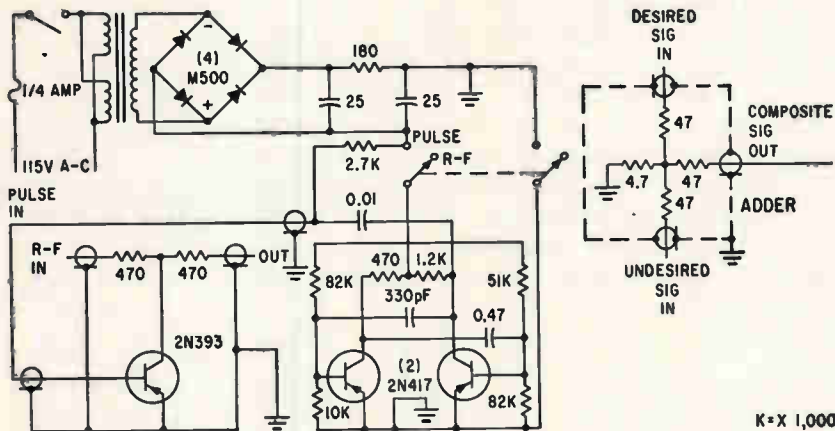 1/4 AMP
115V A-C
−
(4)
M500
+
180
25
25
2.7K
PULSE
R-F
PULSE
IN
R-F
IN
470
470
OUT
2N393
0.01
82K
470
1.2K
51K
330pF
0.47
(2)
2N417
10K
82K
DESIRED
SIG
IN
47
4.7
47
47
COMPOSITE
SIG
OUT
ADDER
UNDESIRED
SIG
IN
K=X 1,000